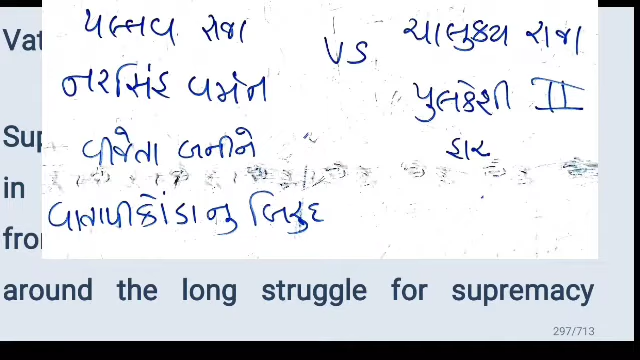 Vat
પલ્લવ રાજા VS ચાલુક્ય રાજા
નરસિંહ વર્મન પુલકેશી II
Sup
વીજેતા બનીને હાર
in
વાતાપીકોંડા નુ બિરુદ
fro
around the long struggle for supremacy
297/713